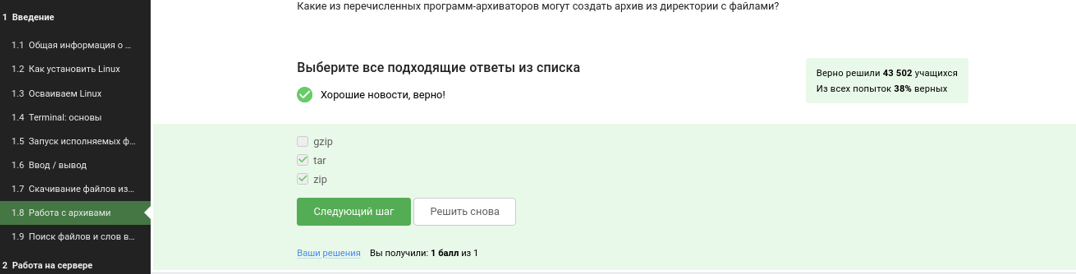 1 Введение
1.1 Общая информация о ...
1.2 Как установить Linux
1.3 Осваиваем Linux
1.4 Terminal: основы
1.5 Запуск исполняемых ф...
1.6 Ввод / вывод
1.7 Скачивание файлов из...
1.8 Работа с архивами
1.9 Поиск файлов и слов в...
2 Работа на сервере
Какие из перечисленных программ-архиваторов могут создать архив из директории с файлами?
Выберите все подходящие ответы из списка
Хорошие новости, верно!
Верно решили 43 502 учащихся
Из всех попыток 38% верных
gzip
tar
zip
Следующий шаг Решить снова
Ваши решения Вы получили: 1 балл из 1